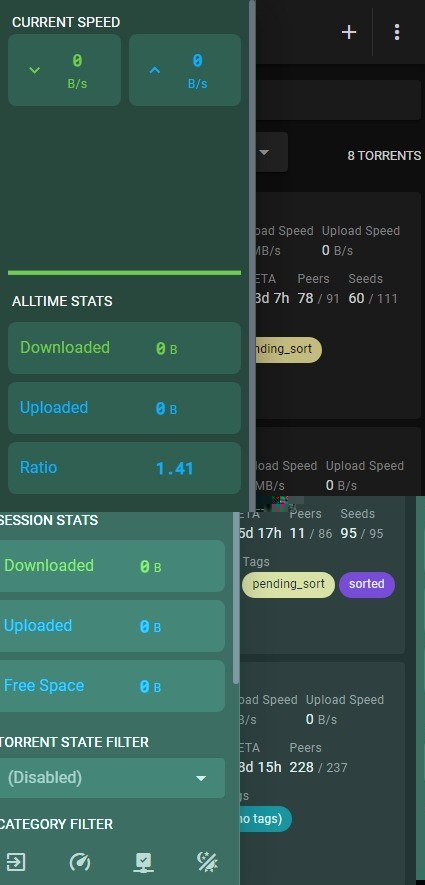 CURRENT SPEED
0 B/s
0 B/s
8 TORRENTS
oad Speed Upload Speed
MB/s 0 B/s
ETA Peers Seeds
3d 7h 78 / 91 60 / 111
nding_sort
ALLTIME STATS
Downloaded 0 B
Uploaded 0 B
Ratio 1.41
load Speed Upload Speed
MB/s 0 B/s
ETA Peers Seeds
5d 17h 11 / 86 95 / 95
Tags
pending_sort sorted
SESSION STATS
Downloaded 0 B
Uploaded 0 B
Free Space 0 B
oad Speed Upload Speed
B/s 0 B/s
ETA Peers
8d 15h 228 / 237
gs
no tags)
TORRENT STATE FILTER
(Disabled)
CATEGORY FILTER